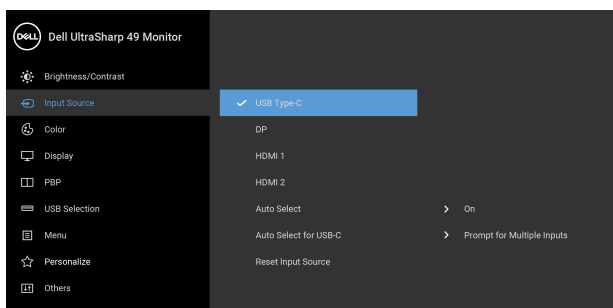 DELL Dell UltraSharp 49 Monitor
Brightness/Contrast
Input Source USB Type-C
Color DP
Display HDMI 1
PBP HDMI 2
USB Selection Auto Select On
Menu Auto Select for USB-C Prompt for Multiple Inputs
Personalize Reset Input Source
Others